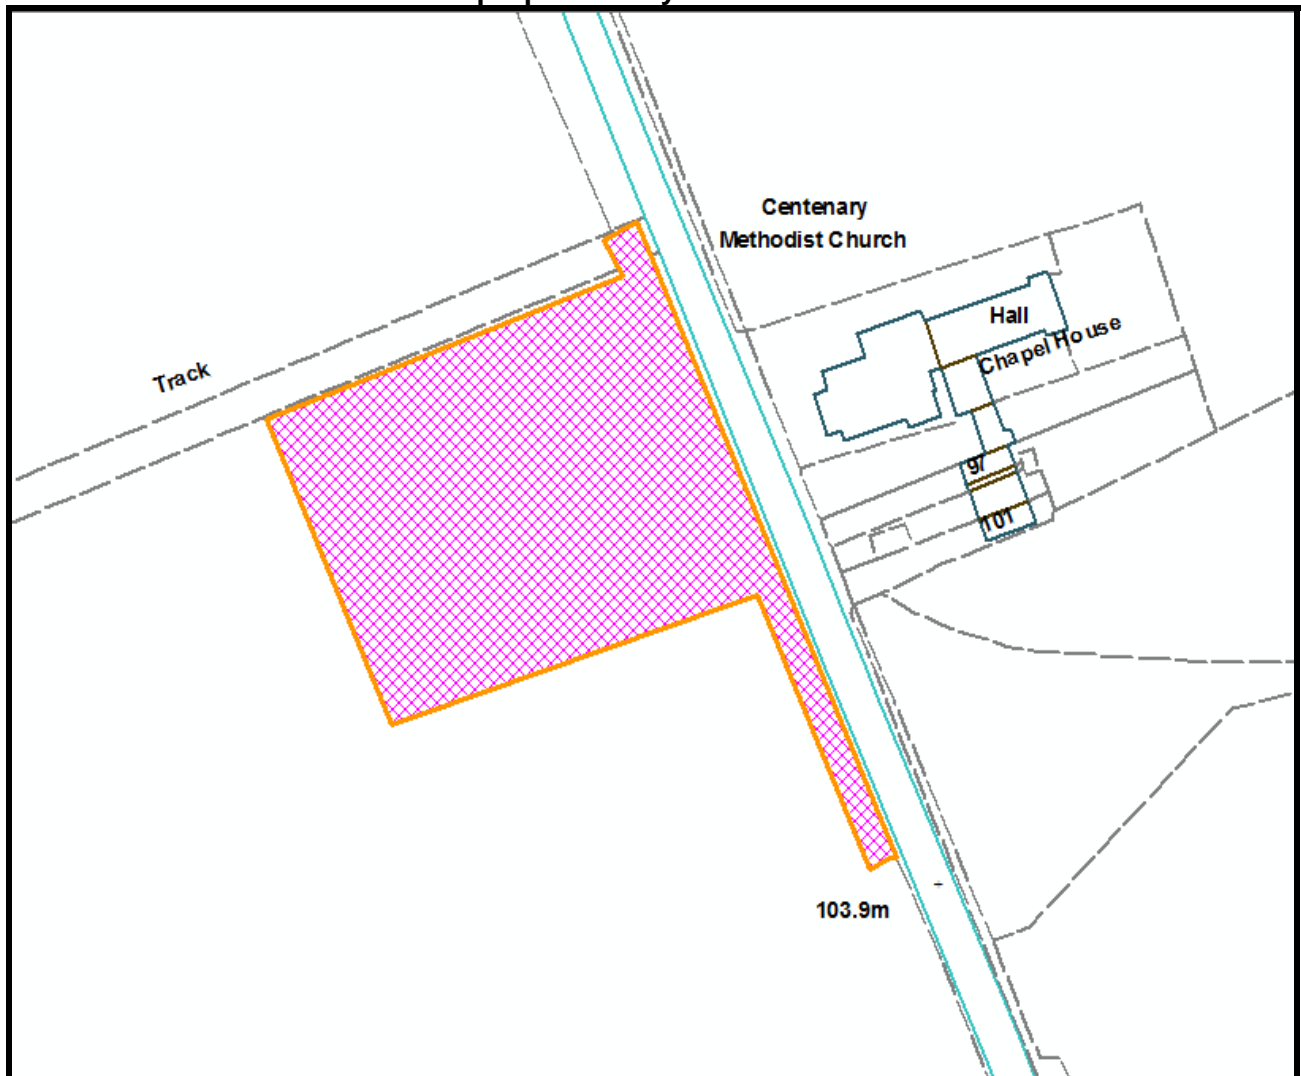 Centenary
Methodist Church
Hall
Chapel House
Track
97
101
103.9m